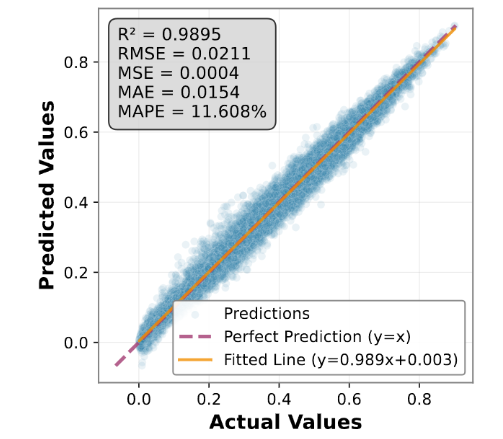 R² = 0.9895
RMSE = 0.0211
MSE = 0.0004
MAE = 0.0154
MAPE = 11.608%
0.8
0.6
0.4
0.2
0.0
Predicted Values
Predictions
Perfect Prediction (y=x)
Fitted Line (y=0.989x+0.003)
0.0 0.2 0.4 0.6 0.8
Actual Values